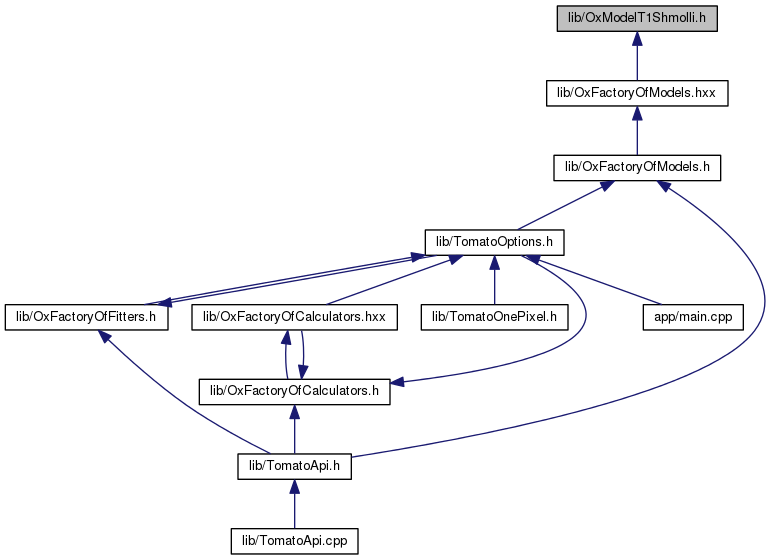 lib/OxModelT1Shmolli.h
lib/OxFactoryOfModels.hxx
lib/OxFactoryOfModels.h
lib/TomatoOptions.h
lib/OxFactoryOfFitters.h
lib/OxFactoryOfCalculators.hxx
lib/TomatoOnePixel.h
app/main.cpp
lib/OxFactoryOfCalculators.h
lib/TomatoApi.h
lib/TomatoApi.cpp